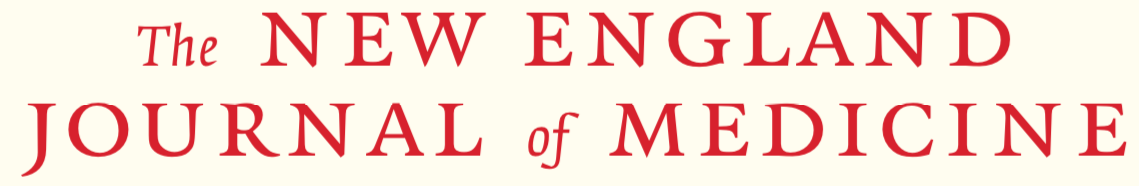 The NEW ENGLAND
JOURNAL of MEDICINE